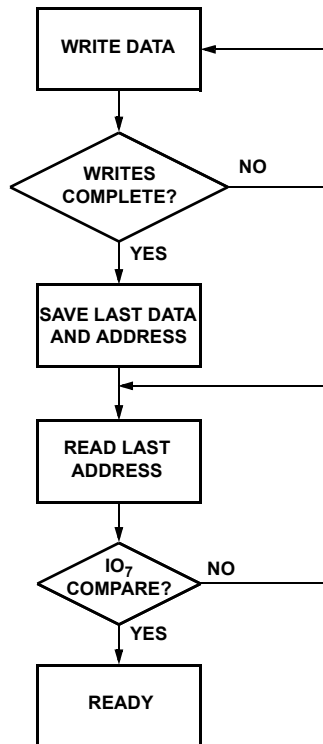 WRITE DATA
WRITES
COMPLETE?
NO
YES
SAVE LAST DATA
AND ADDRESS
READ LAST
ADDRESS
IO₇
COMPARE?
NO
YES
READY